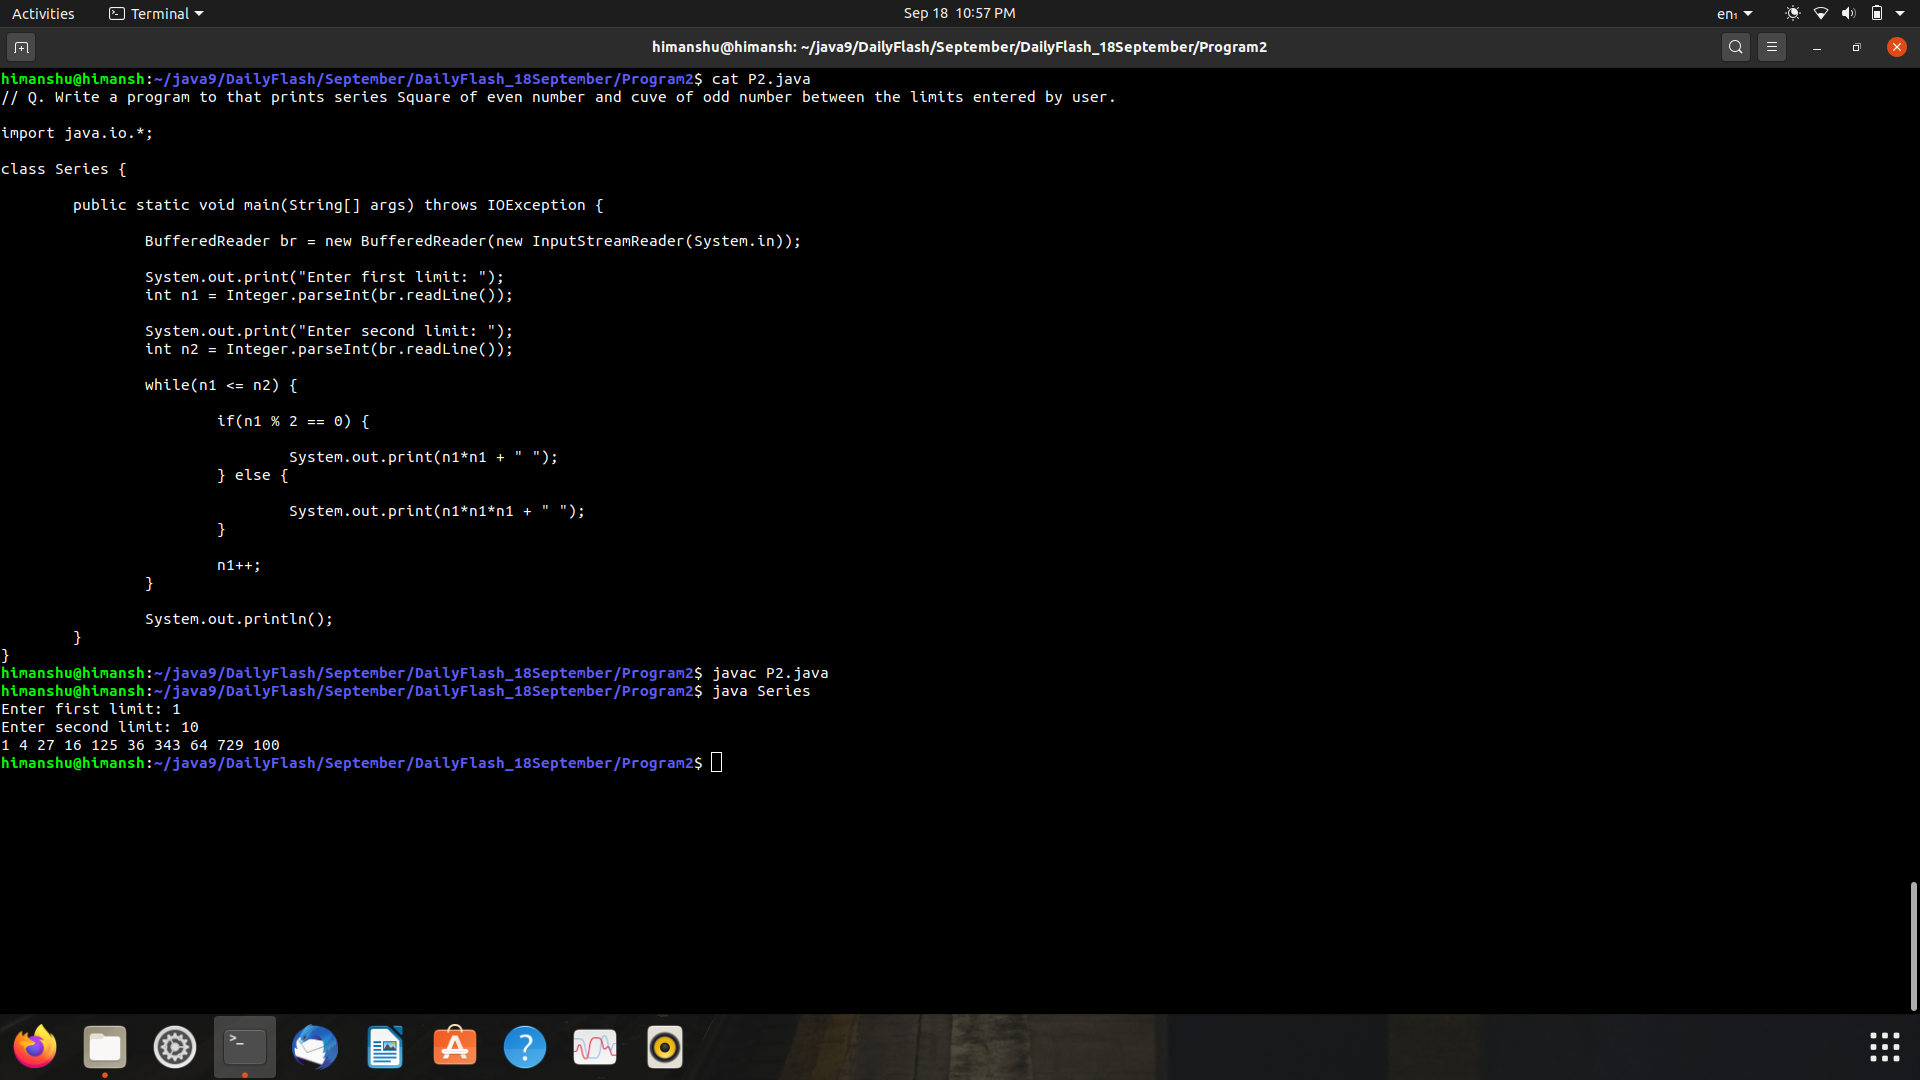 Activities Terminal Sep 18 10:57 PM en₁
himanshu@himansh: ~/java9/DailyFlash/September/DailyFlash_18September/Program2
himanshu@himansh:~/java9/DailyFlash/September/DailyFlash_18September/Program2$ cat P2.java
// Q. Write a program to that prints series Square of even number and cuve of odd number between the limits entered by user.

import java.io.*;

class Series {

        public static void main(String[] args) throws IOException {

                BufferedReader br = new BufferedReader(new InputStreamReader(System.in));

                System.out.print("Enter first limit: ");
                int n1 = Integer.parseInt(br.readLine());

                System.out.print("Enter second limit: ");
                int n2 = Integer.parseInt(br.readLine());

                while(n1 <= n2) {

                        if(n1 % 2 == 0) {

                                System.out.print(n1*n1 + " ");
                        } else {

                                System.out.print(n1*n1*n1 + " ");
                        }

                        n1++;
                }

                System.out.println();
        }
}
himanshu@himansh:~/java9/DailyFlash/September/DailyFlash_18September/Program2$ javac P2.java
himanshu@himansh:~/java9/DailyFlash/September/DailyFlash_18September/Program2$ java Series
Enter first limit: 1
Enter second limit: 10
1 4 27 16 125 36 343 64 729 100
himanshu@himansh:~/java9/DailyFlash/September/DailyFlash_18September/Program2$